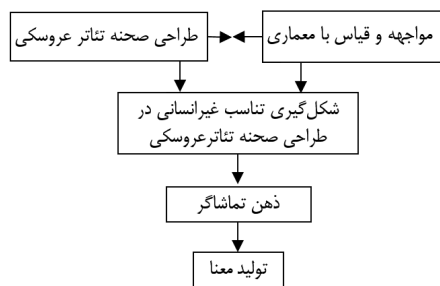 مواجهه و قیاس با معماری
طراحی صحنه تئاتر عروسکی
شکل‌گیری تناسب غیرانسانی در
طراحی صحنه تئاترعروسکی
ذهن تماشاگر
تولید معنا